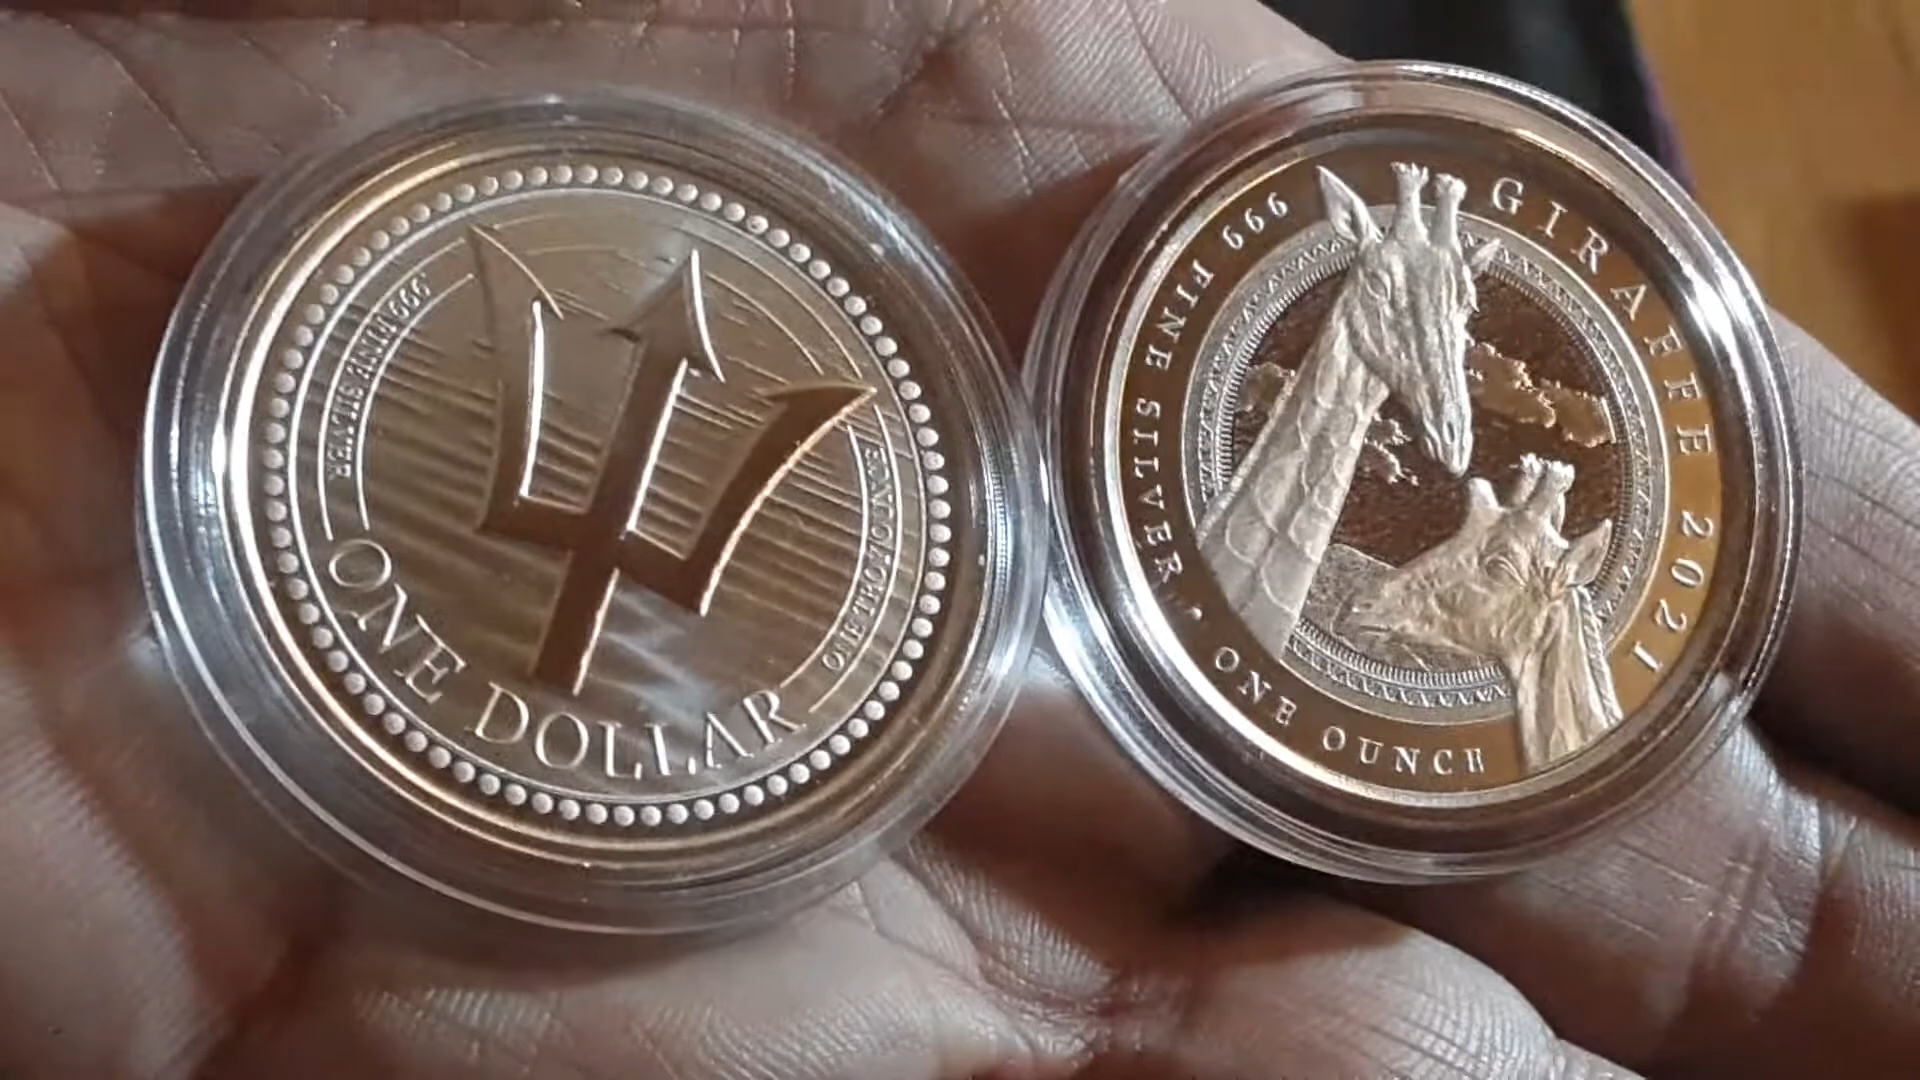 999 FINE SILVER
ONE DOLLAR
ONE TROY OUNCE
999 FINE SILVER • ONE OUNCE
GIRAFFE 2021